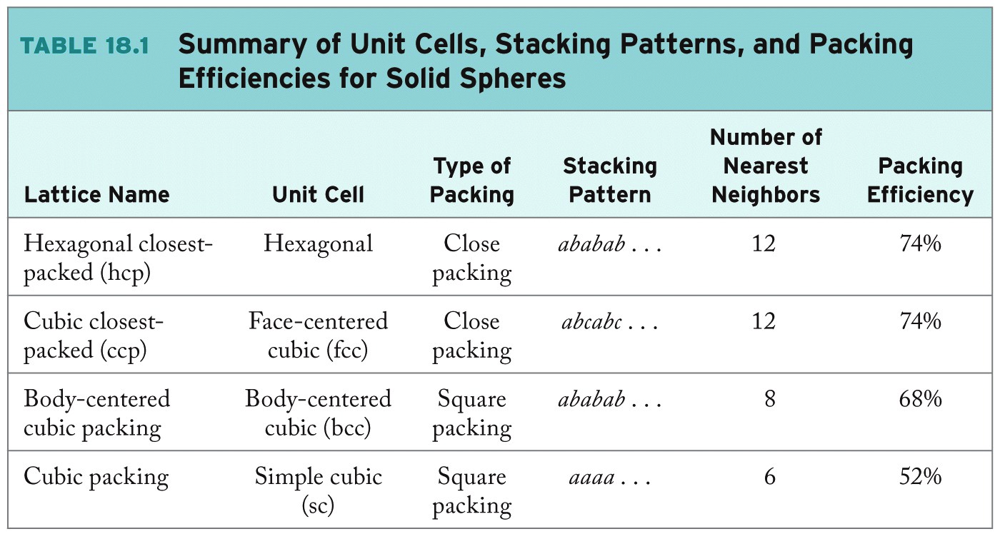 TABLE 18.1 Summary of Unit Cells, Stacking Patterns, and Packing
Efficiencies for Solid Spheres
Number of
Type of Stacking Nearest Packing
Lattice Name Unit Cell Packing Pattern Neighbors Efficiency
Hexagonal closest- Hexagonal Close ababab . . . 12 74%
packed (hcp) packing
Cubic closest- Face-centered Close abcabc . . . 12 74%
packed (ccp) cubic (fcc) packing
Body-centered Body-centered Square ababab . . . 8 68%
cubic packing cubic (bcc) packing
Cubic packing Simple cubic Square aaaa . . . 6 52%
(sc) packing